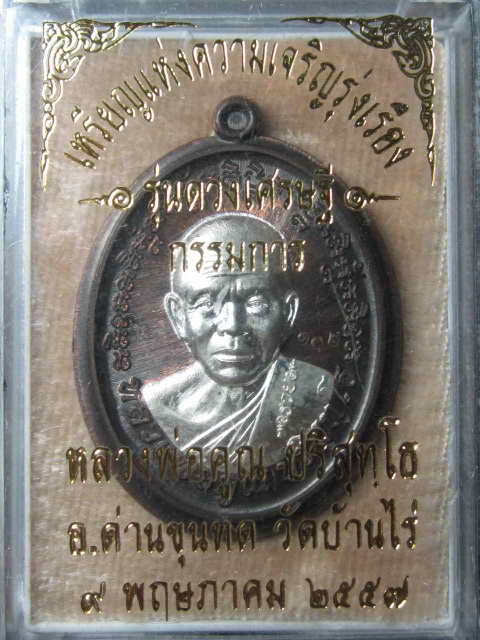 เหรียญแห่งความเจริญรุ่งเรือง
๑ รุ่นดวงเศรษฐี ๑
กรรมการ
หลวงพ่อคูณ ปริสุทฺโธ
อ.ด่านขุนทด วัดบ้านไร่
๙ พฤษภาคม ๒๕๕๗